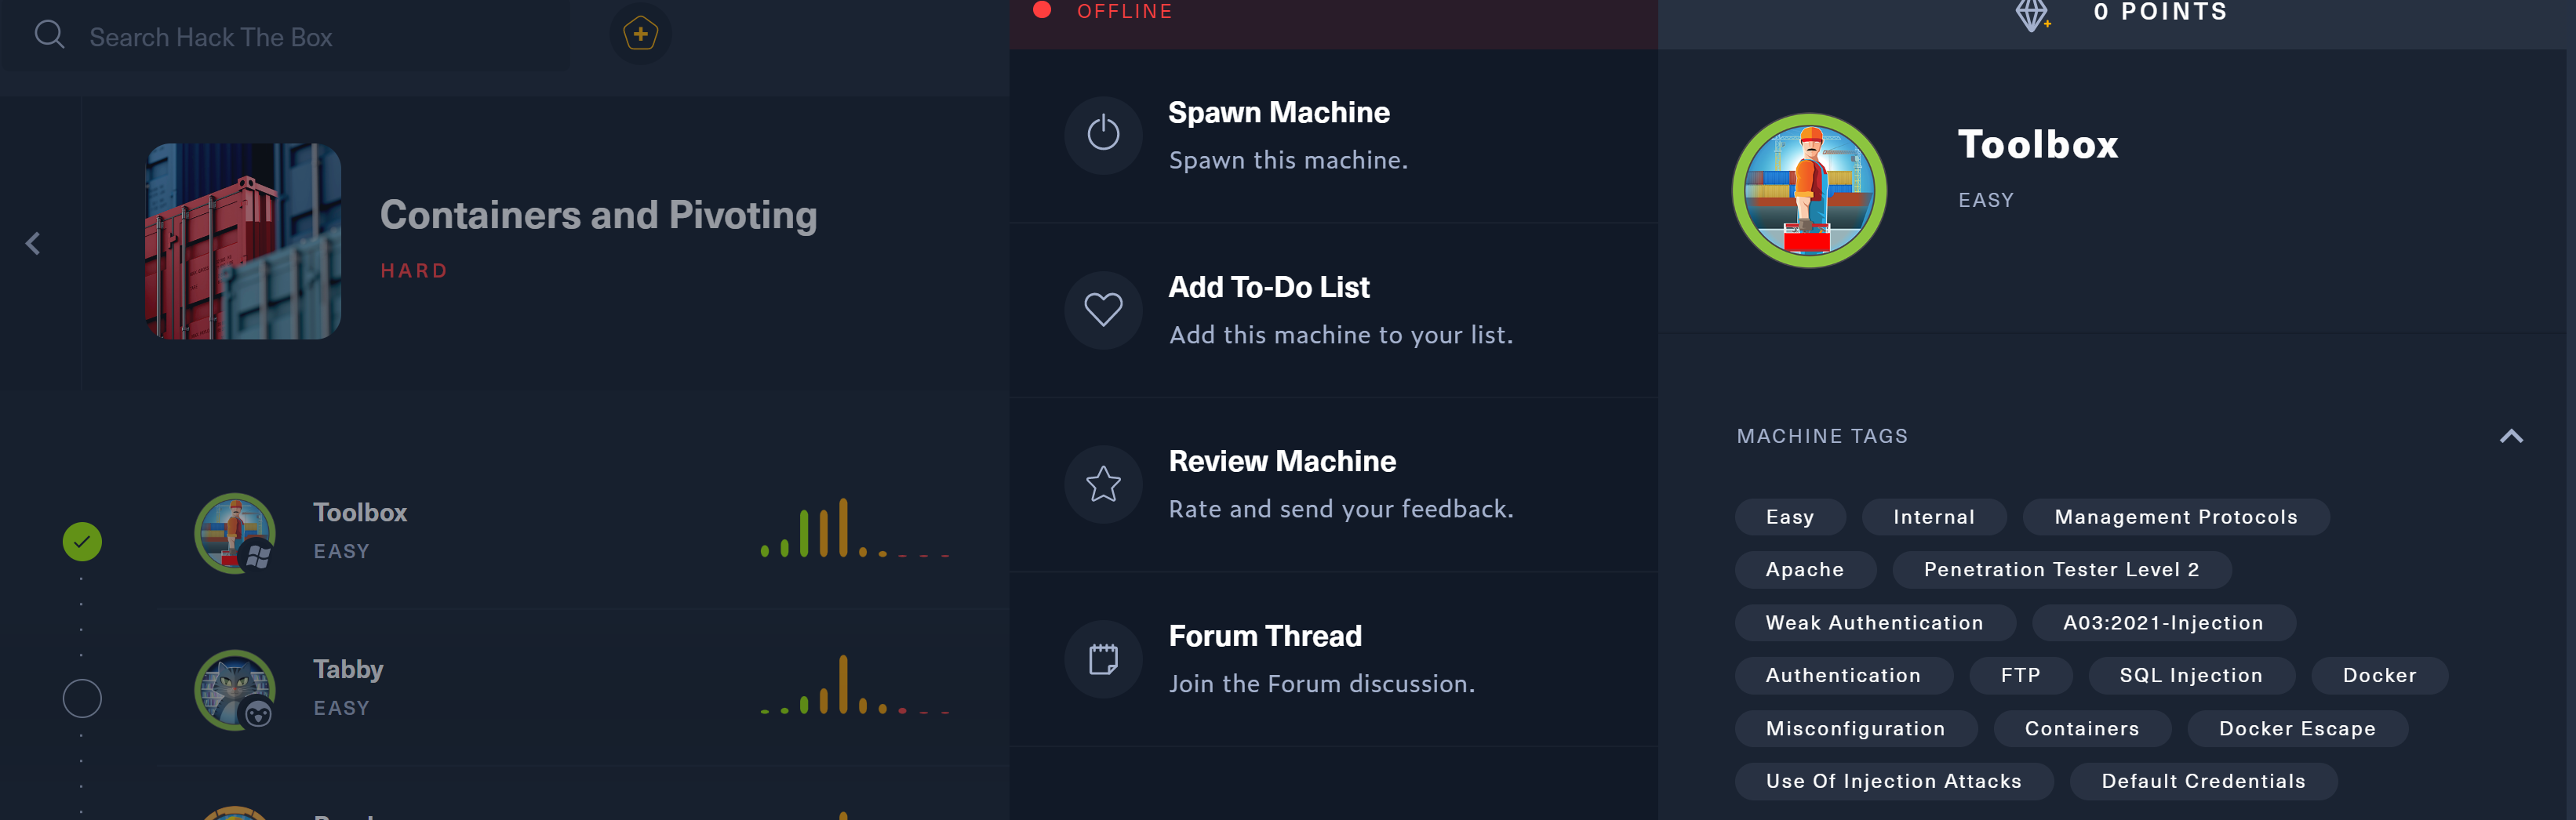 Search Hack The Box
Containers and Pivoting
HARD
Toolbox
EASY
Tabby
EASY
OFFLINE
Spawn Machine
Spawn this machine.
Add To-Do List
Add this machine to your list.
Review Machine
Rate and send your feedback.
Forum Thread
Join the Forum discussion.
0 POINTS
Toolbox
EASY
MACHINE TAGS
Easy Internal Management Protocols
Apache Penetration Tester Level 2
Weak Authentication A03:2021-Injection
Authentication FTP SQL Injection Docker
Misconfiguration Containers Docker Escape
Use Of Injection Attacks Default Credentials